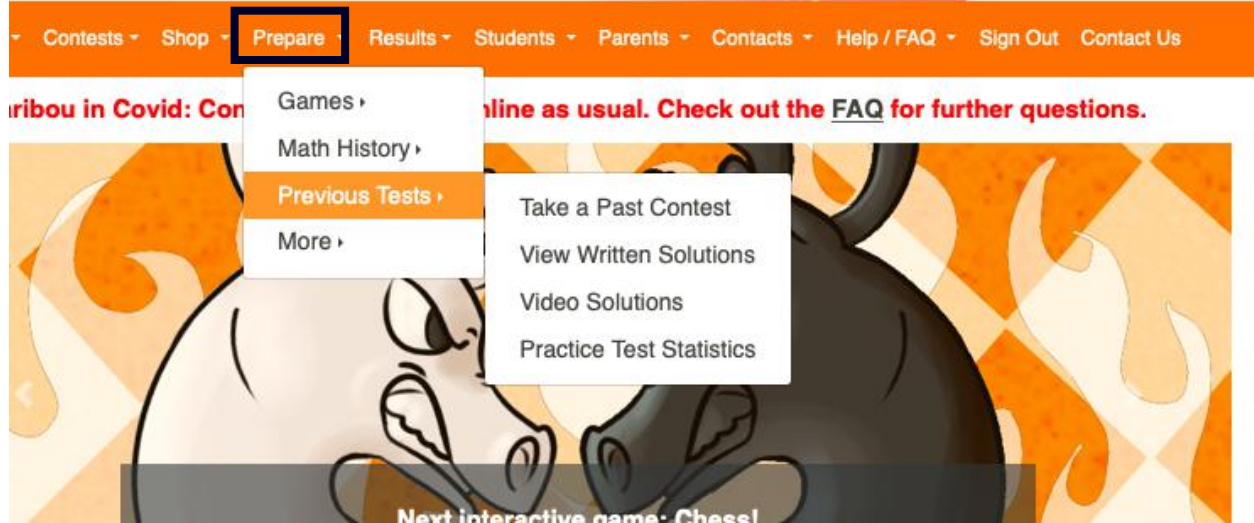 Contests Shop Prepare Results Students Parents Contacts Help / FAQ Sign Out Contact Us
Games
Math History
Previous Tests
More
Take a Past Contest
View Written Solutions
Video Solutions
Practice Test Statistics
in Covid: as usual. Check out the FAQ for further questions.
Next interactive game: Chess!